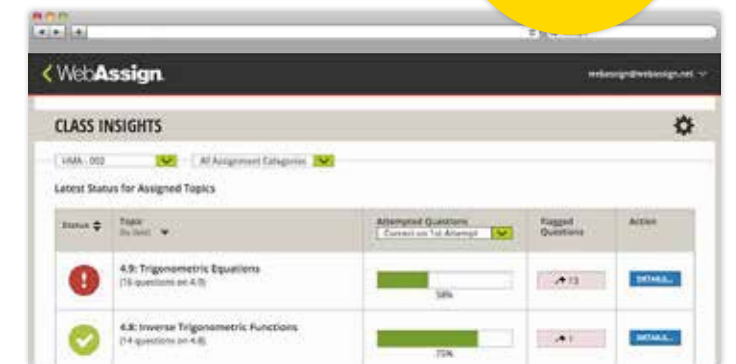 WebAssign
webassign@webassign.net
CLASS INSIGHTS
All Assignment Categories
Latest Status for Assigned Topics
Status
Topic
Attempted Questions
Flagged Questions
Action
Correct on 1st Attempt
4.9: Trigonometric Equations
(16 questions on 4.9)
58%
13
DETAILS...
4.8: Inverse Trigonometric Functions
(14 questions on 4.8)
75%
1
DETAILS...